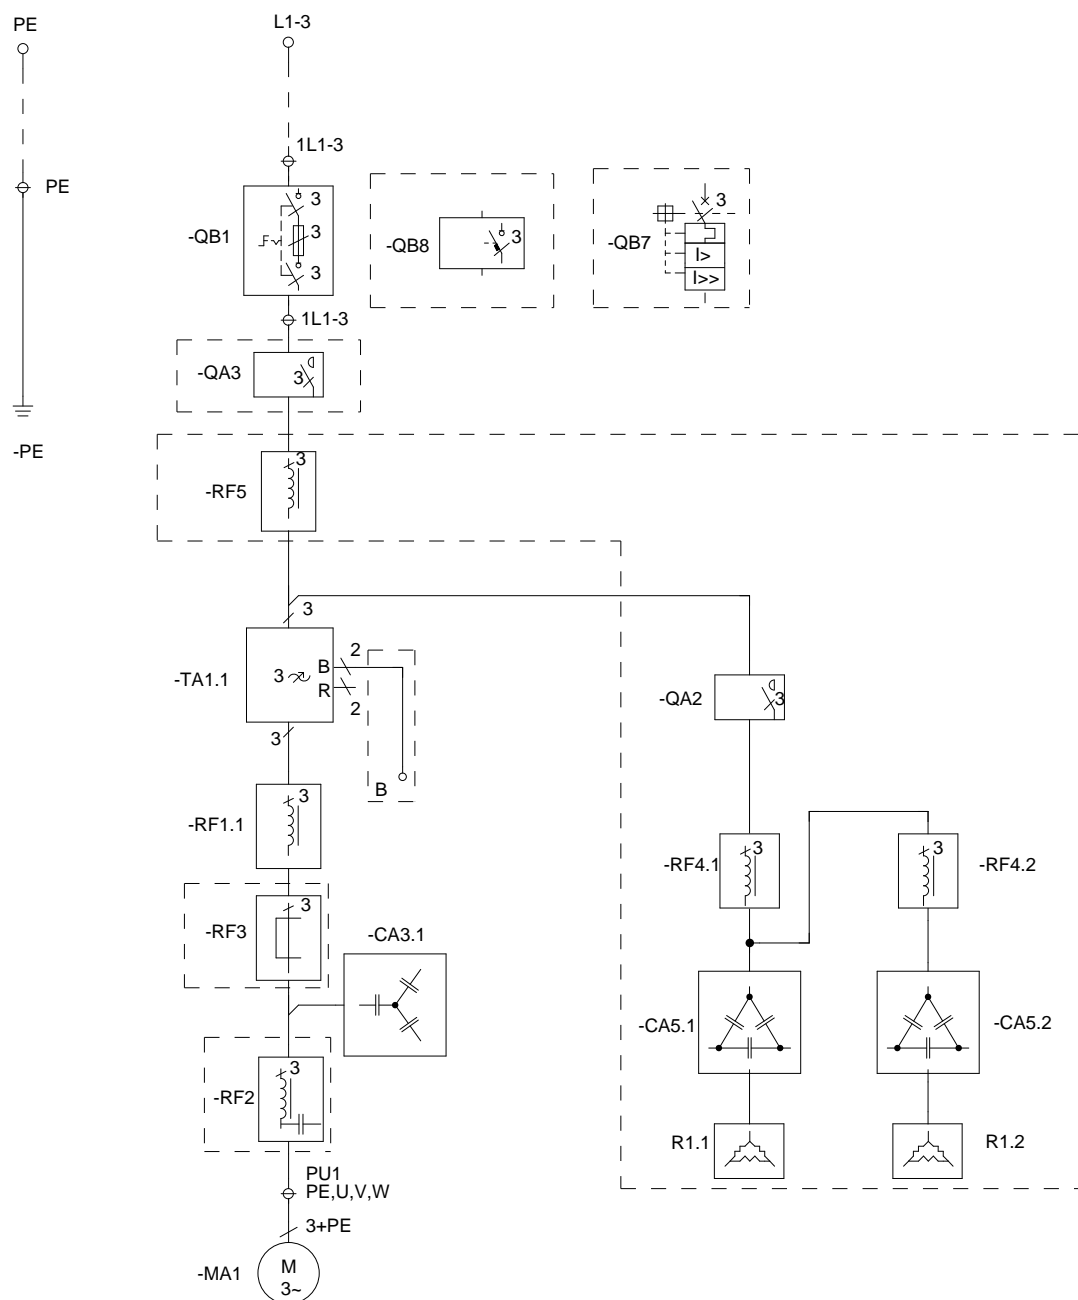 PE
L1-3
1L1-3
PE
-QB1
3
3
3
-QB8
3
-QB7
3
I>
I>>
1L1-3
-QA3
3
-PE
3
-RF5
3
-TA1.1
3
B
R
2
2
3
B
-QA2
3
-RF1.1
3
-RF4.1
3
3
-RF4.2
-RF3
3
-CA3.1
-CA5.1
-CA5.2
-RF2
3
R1.1
R1.2
PU1
PE,U,V,W
3+PE
-MA1
M
3~